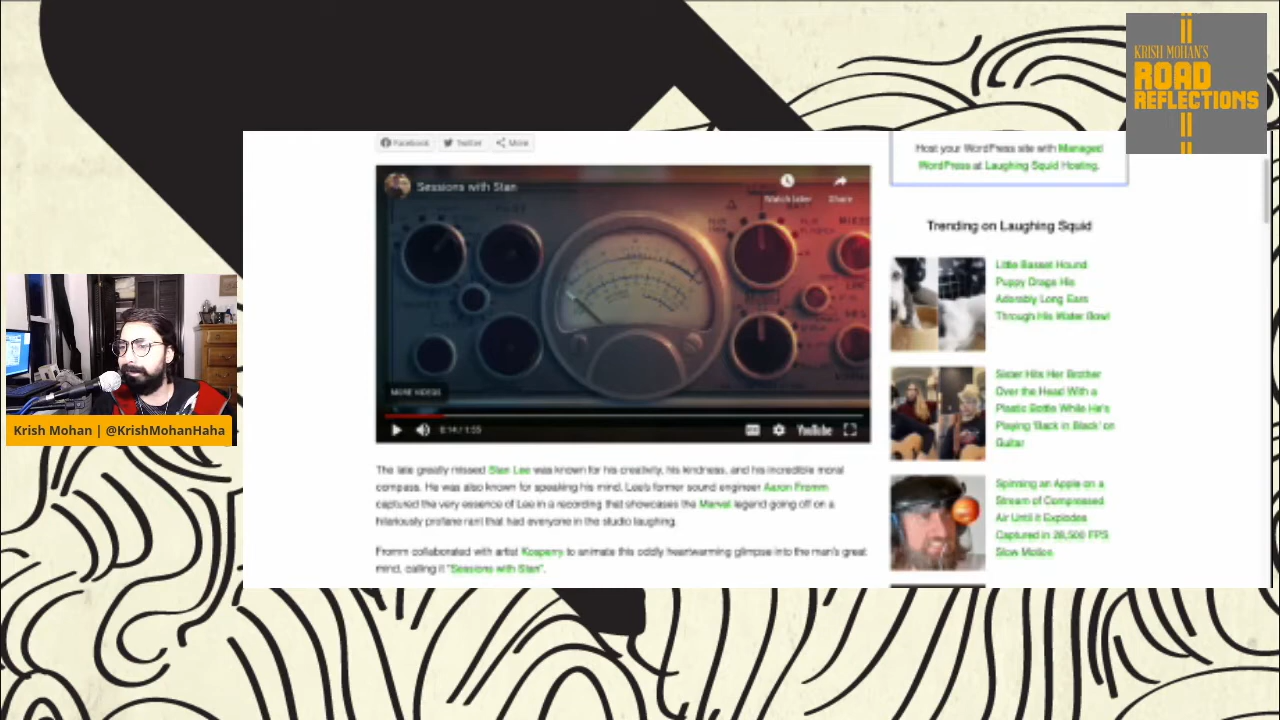 KRISH MOHAN'S
ROAD
REFLECTIONS
Facebook
Twitter
More
Host your WordPress site with Managed
WordPress at Laughing Squid Hosting.
Sessions with Stan
Watch later
Share
MORE VIDEOS
0:14 / 1:55
YouTube
Trending on Laughing Squid
Little Basset Hound
Puppy Drags His
Adorably Long Ears
Through His Water Bowl
Sister Hits Her Brother
Over the Head With a
Plastic Bottle While He's
Playing 'Back in Black' on
Guitar
Spinning an Apple on a
Stream of Compressed
Air Until It Explodes
Captured in 28,500 FPS
Slow Motion
Krish Mohan | @KrishMohanHaha
The late greatly missed Stan Lee was known for his creativity, his kindness, and his incredible moral
compass. He was also known for speaking his mind. Lee's former sound engineer Aaron Fromm
captured the very essence of Lee in a recording that showcases the Marvel legend going off on a
hilariously profane rant that had everyone in the studio laughing.
Fromm collaborated with artist to animate this oddly heartwarming glimpse into the man's great
mind, calling it "Sessions with Stan".